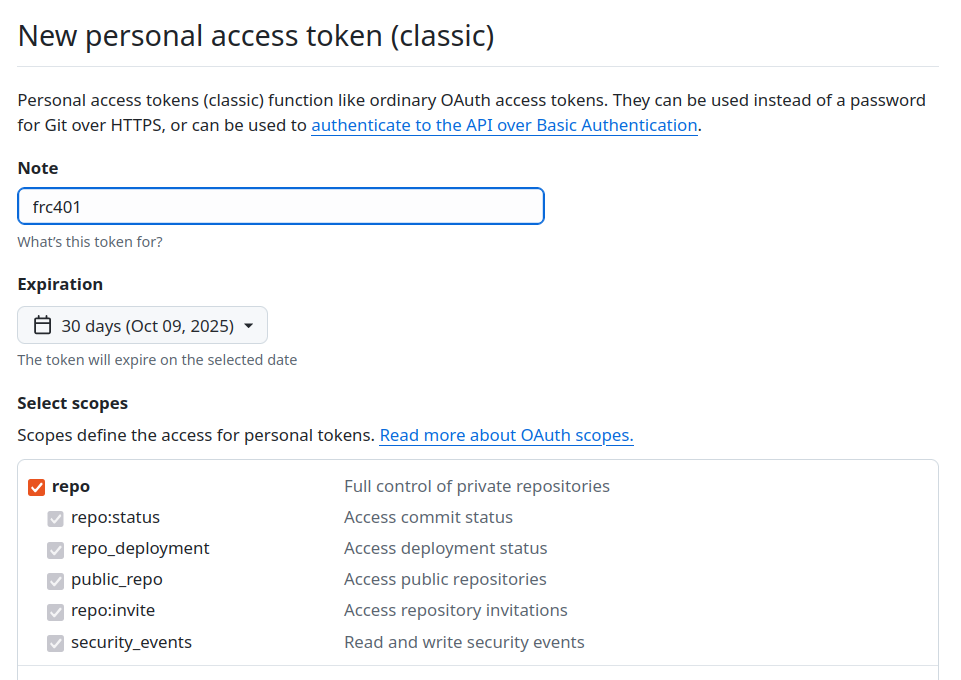 New personal access token (classic)
Personal access tokens (classic) function like ordinary OAuth access tokens. They can be used instead of a password
for Git over HTTPS, or can be used to authenticate to the API over Basic Authentication.
Note
frc401
What's this token for?
Expiration
30 days (Oct 09, 2025)
The token will expire on the selected date
Select scopes
Scopes define the access for personal tokens. Read more about OAuth scopes.
repo Full control of private repositories
repo:status Access commit status
repo_deployment Access deployment status
public_repo Access public repositories
repo:invite Access repository invitations
security_events Read and write security events